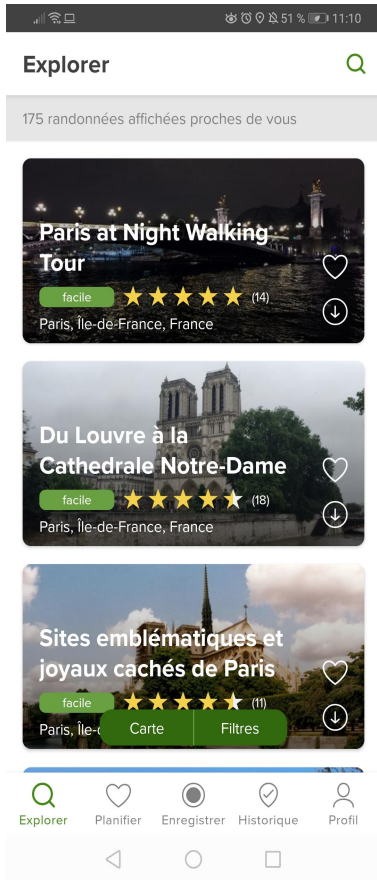 51 % 11:10
Explorer
175 randonnées affichées proches de vous
Paris at Night Walking
Tour
facile (14)
Paris, Île-de-France, France
Du Louvre à la
Cathedrale Notre-Dame
facile (18)
Paris, Île-de-France, France
Sites emblématiques et
joyaux cachés de Paris
facile (11)
Paris, Île-d
Carte Filtres
Explorer Planifier Enregistrer Historique Profil